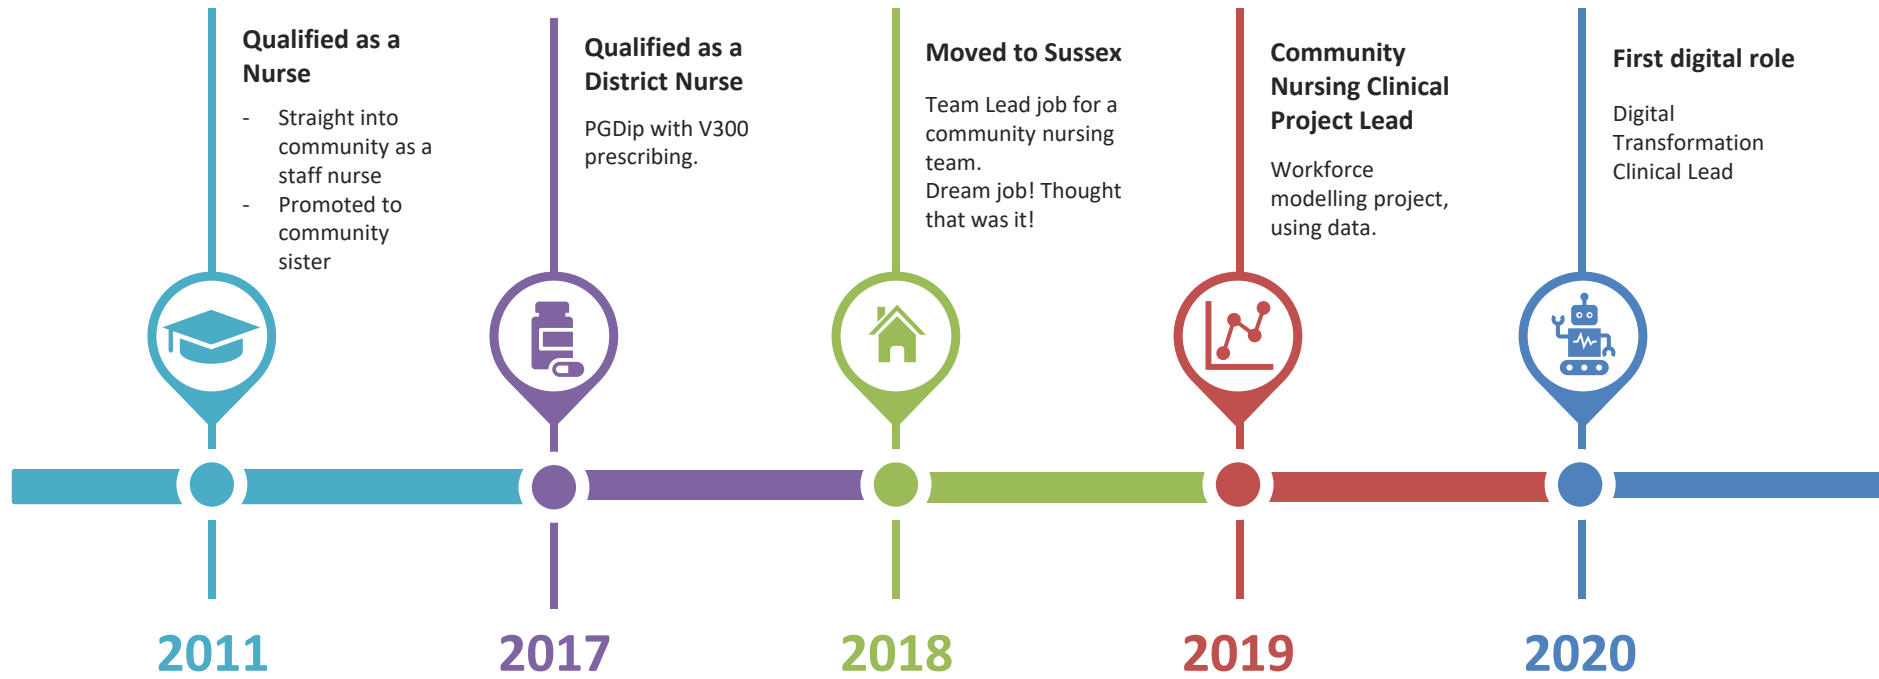 Qualified as a
Nurse
- Straight into
community as a
staff nurse
- Promoted to
community
sister
Qualified as a
District Nurse
PGDip with V300
prescribing.
Moved to Sussex
Team Lead job for a
community nursing
team.
Dream job! Thought
that was it!
Community
Nursing Clinical
Project Lead
Workforce
modelling project,
using data.
First digital role
Digital
Transformation
Clinical Lead
2011
2017
2018
2019
2020